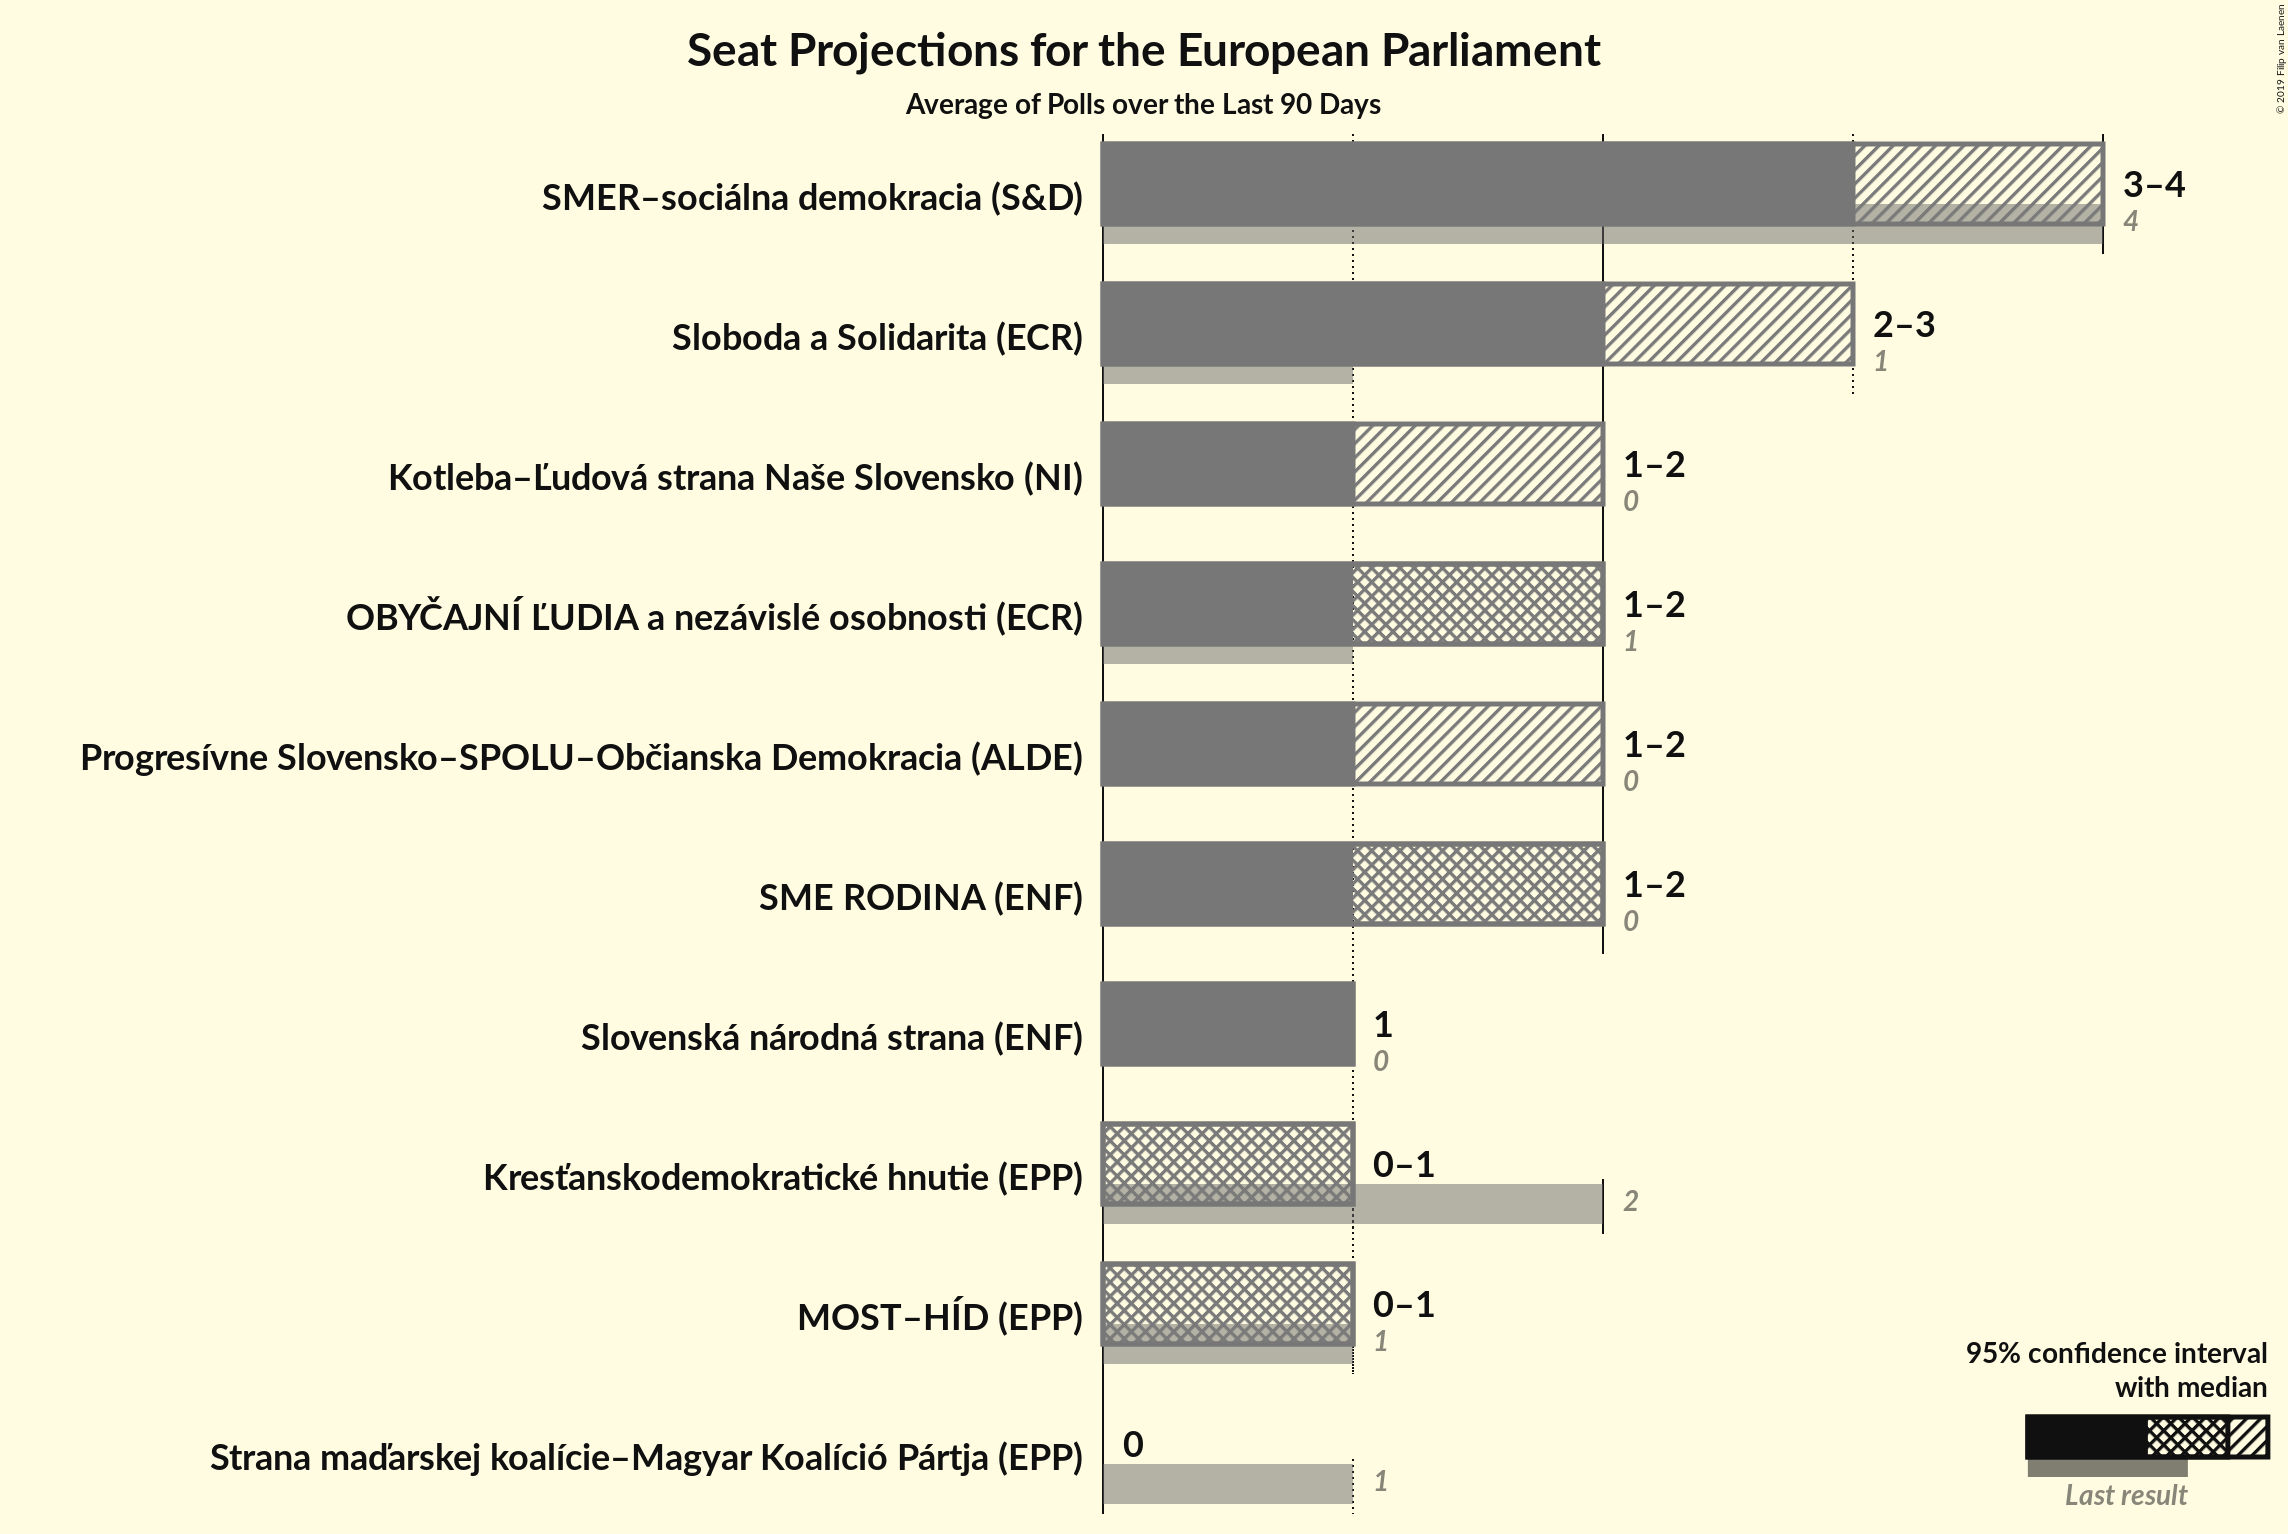 Seat Projections for the European Parliament
Average of Polls over the Last 90 Days
© 2019 Filip van Laenen
SMER–sociálna demokracia (S&D)
3–4
4
Sloboda a Solidarita (ECR)
2–3
1
Kotleba–Ľudová strana Naše Slovensko (NI)
1–2
0
OBYČAJNÍ ĽUDIA a nezávislé osobnosti (ECR)
1–2
1
Progresívne Slovensko–SPOLU–Občianska Demokracia (ALDE)
1–2
0
SME RODINA (ENF)
1–2
0
Slovenská národná strana (ENF)
1
0
Kresťanskodemokratické hnutie (EPP)
0–1
2
MOST–HÍD (EPP)
0–1
1
Strana maďarskej koalície–Magyar Koalíció Pártja (EPP)
0
1
95% confidence interval
with median
Last result